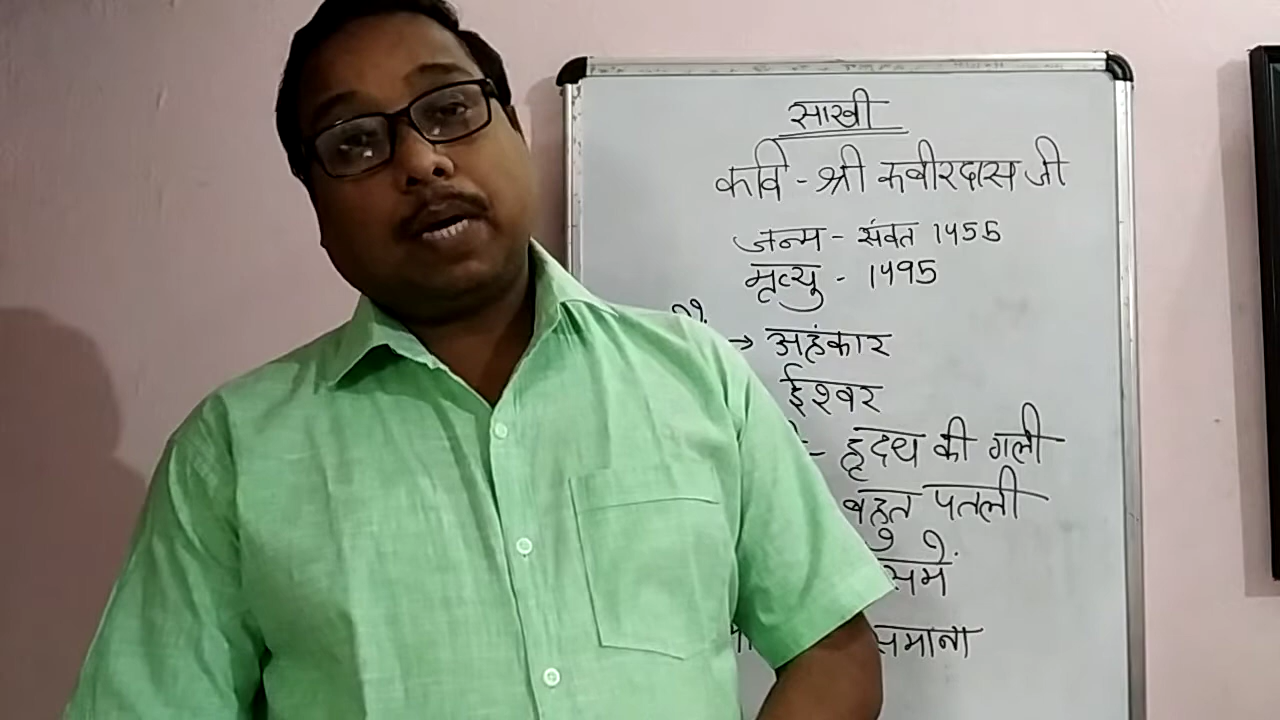 साखी
कवि - श्री कबीरदास जी
जन्म - संवत 1455
मृत्यु - 1495
→ अहंकार
ईश्वर
- हृदय की गली
बहुत पतली
समाना